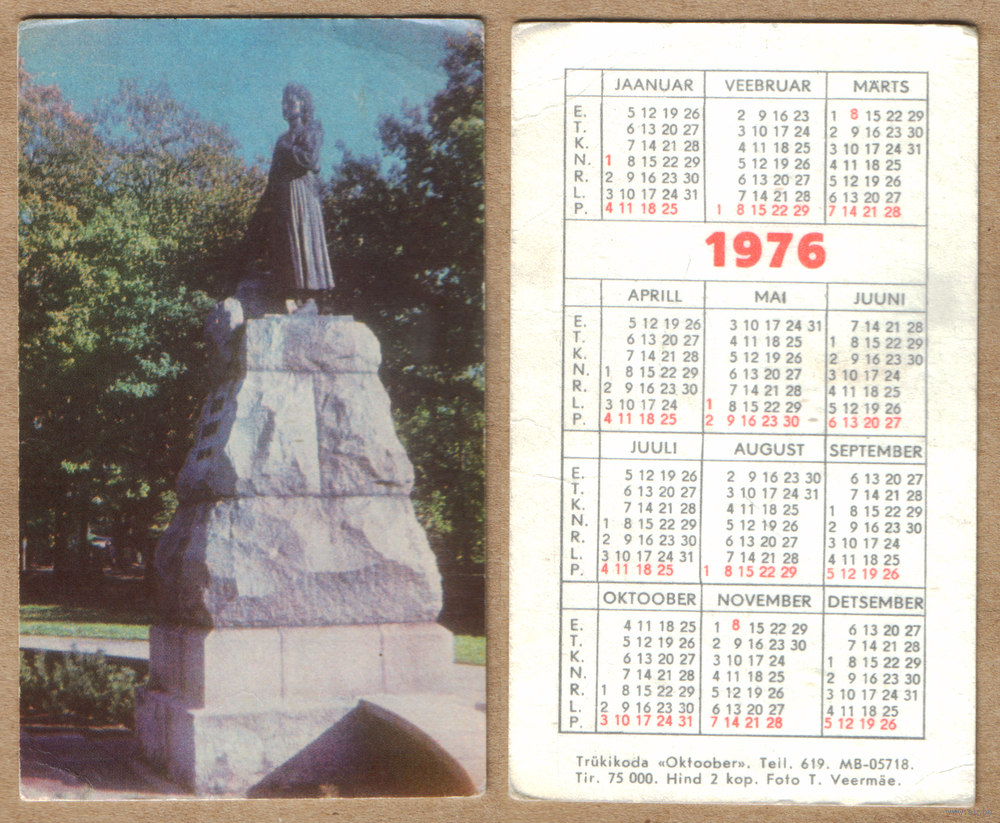 JAANUAR VEEBRUAR MÄRTS
E. 5 12 19 26 2 9 16 23 1 8 15 22 29
T. 6 13 20 27 3 10 17 24 2 9 16 23 30
K. 7 14 21 28 4 11 18 25 3 10 17 24 31
N. 1 8 15 22 29 5 12 19 26 4 11 18 25
R. 2 9 16 23 30 6 13 20 27 5 12 19 26
L. 3 10 17 24 31 7 14 21 28 6 13 20 27
P. 4 11 18 25 1 8 15 22 29 7 14 21 28
1976
APRILL MAI JUUNI
E. 5 12 19 26 3 10 17 24 31 7 14 21 28
T. 6 13 20 27 4 11 18 25 1 8 15 22 29
K. 7 14 21 28 5 12 19 26 2 9 16 23 30
N. 1 8 15 22 29 6 13 20 27 3 10 17 24
R. 2 9 16 23 30 7 14 21 28 4 11 18 25
L. 3 10 17 24 1 8 15 22 29 5 12 19 26
P. 4 11 18 25 2 9 16 23 30 6 13 20 27
JUULI AUGUST SEPTEMBER
E. 5 12 19 26 2 9 16 23 30 6 13 20 27
T. 6 13 20 27 3 10 17 24 31 7 14 21 28
K. 7 14 21 28 4 11 18 25 1 8 15 22 29
N. 1 8 15 22 29 5 12 19 26 2 9 16 23 30
R. 2 9 16 23 30 6 13 20 27 3 10 17 24
L. 3 10 17 24 31 7 14 21 28 4 11 18 25
P. 4 11 18 25 1 8 15 22 29 5 12 19 26
OKTOOBER NOVEMBER DETSEMBER
E. 4 11 18 25 1 8 15 22 29 6 13 20 27
T. 5 12 19 26 2 9 16 23 30 7 14 21 28
K. 6 13 20 27 3 10 17 24 1 8 15 22 29
N. 7 14 21 28 4 11 18 25 2 9 16 23 30
R. 1 8 15 22 29 5 12 19 26 3 10 17 24 31
L. 2 9 16 23 30 6 13 20 27 4 11 18 25
P. 3 10 17 24 31 7 14 21 28 5 12 19 26
Trükikoda «Oktoober». Tell. 619. MB-05718.
Tir. 75 000. Hind 2 kop. Foto T. Veermäe.